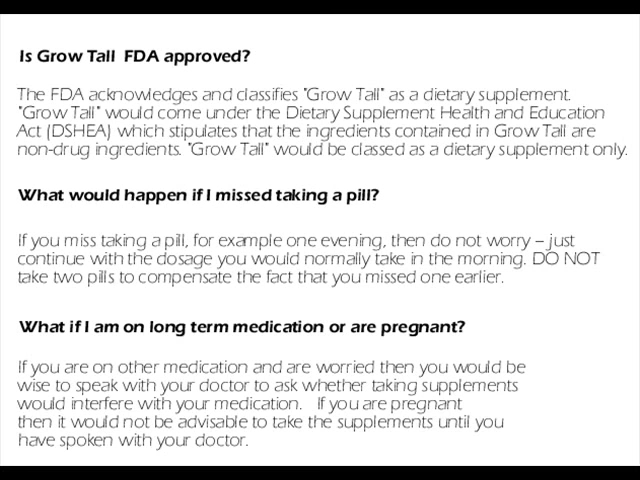 Is Grow Tall FDA approved?
The FDA acknowledges and classifies "Grow Tall" as a dietary supplement.
"Grow Tall" would come under the Dietary Supplement Health and Education
Act (DSHEA) which stipulates that the ingredients contained in Grow Tall are
non-drug ingredients. "Grow Tall" would be classed as a dietary supplement only.
What would happen if I missed taking a pill?
If you miss taking a pill, for example one evening, then do not worry – just
continue with the dosage you would normally take in the morning. DO NOT
take two pills to compensate the fact that you missed one earlier.
What if I am on long term medication or are pregnant?
If you are on other medication and are worried then you would be
wise to speak with your doctor to ask whether taking supplements
would interfere with your medication. If you are pregnant
then it would not be advisable to take the supplements until you
have spoken with your doctor.